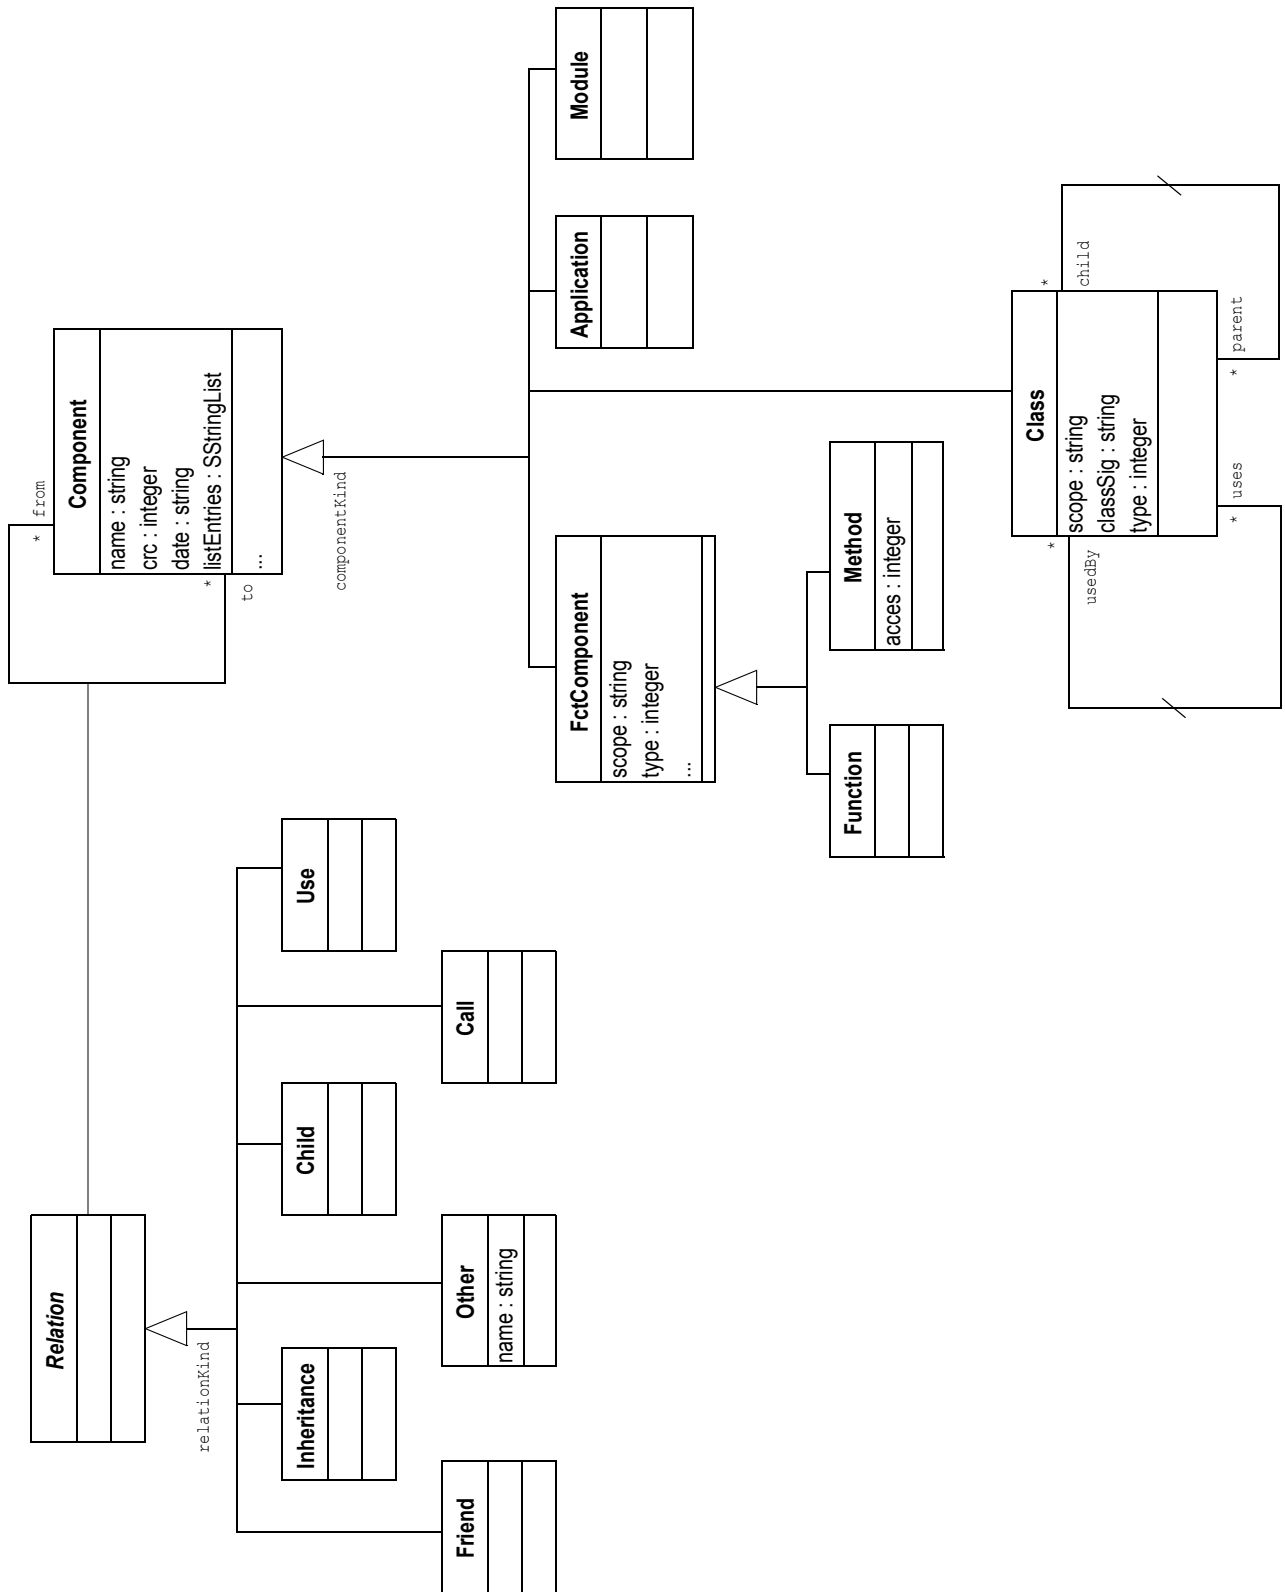 Relation
relationKind
Friend
Inheritance
Other
name : string
Child
Call
Use
* from
Component
name : string
crc : integer
date : string
listEntries : SStringList
...
*
to
componentKind
FctComponent
scope : string
type : integer
...
Function
Method
acces : integer
Application
Module
Class
scope : string
classSig : string
type : integer
*
usedBy
* uses
*
child
* parent